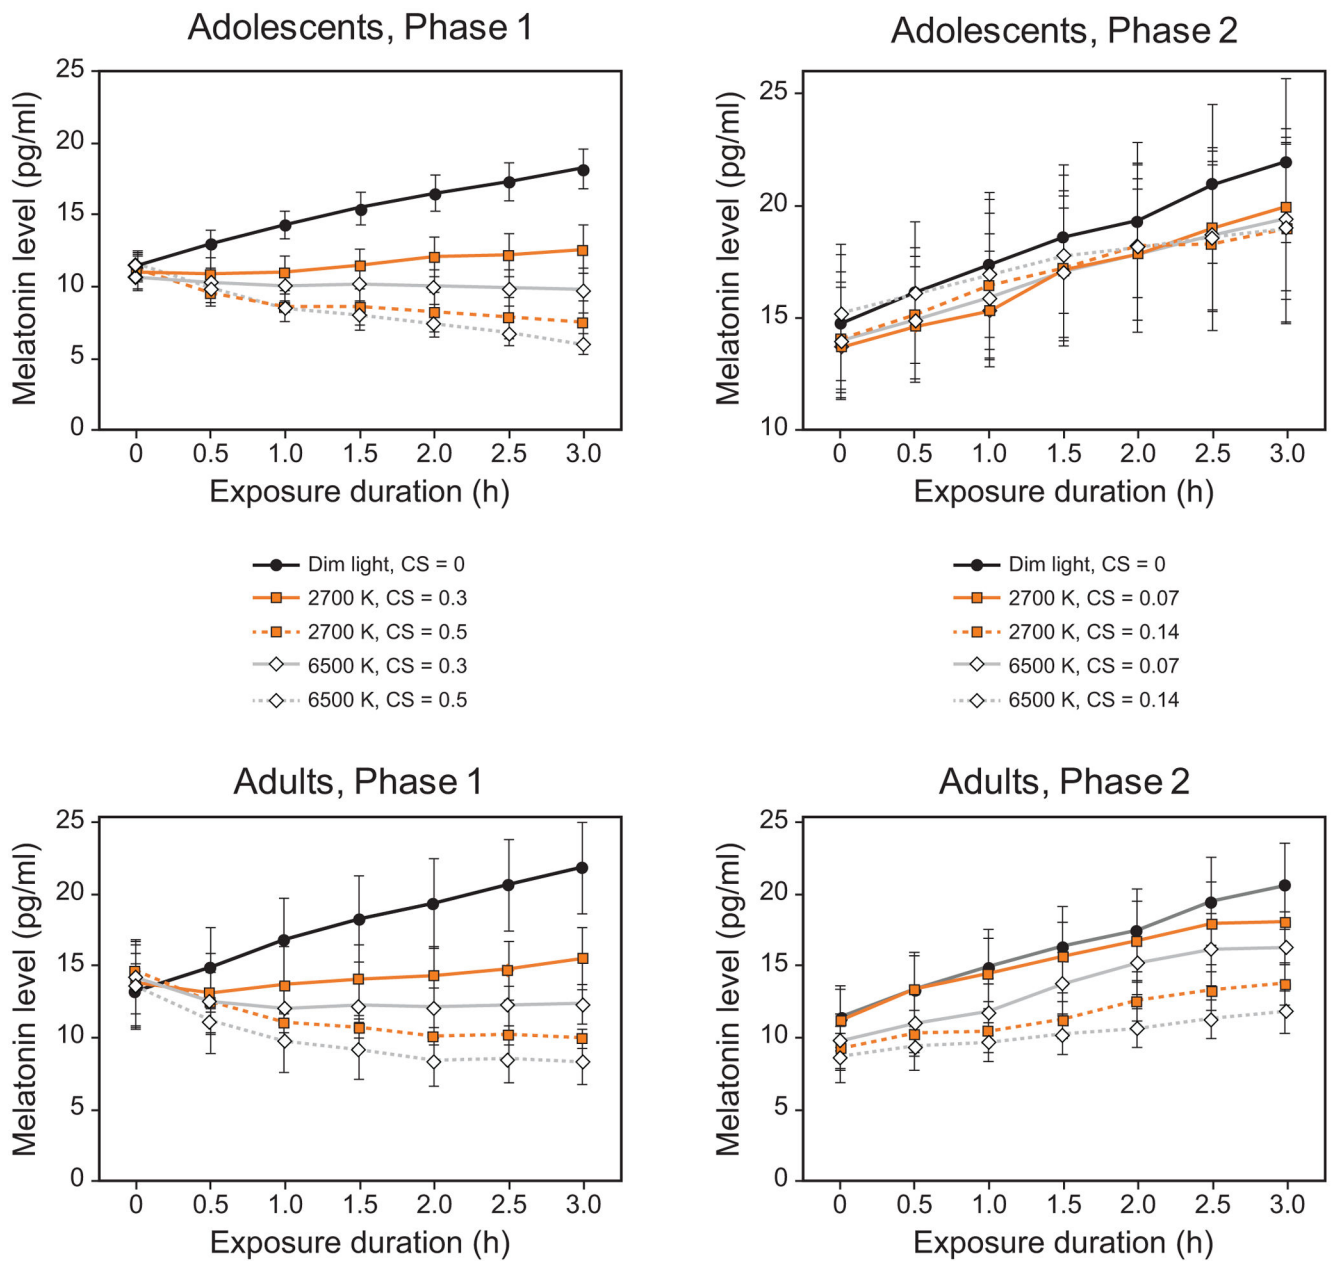 Adolescents, Phase 1
Melatonin level (pg/ml)
25
20
15
10
5
0
0 0.5 1.0 1.5 2.0 2.5 3.0
Exposure duration (h)
Adolescents, Phase 2
Melatonin level (pg/ml)
25
20
15
10
0 0.5 1.0 1.5 2.0 2.5 3.0
Exposure duration (h)
Dim light, CS = 0
2700 K, CS = 0.3
2700 K, CS = 0.5
6500 K, CS = 0.3
6500 K, CS = 0.5
Dim light, CS = 0
2700 K, CS = 0.07
2700 K, CS = 0.14
6500 K, CS = 0.07
6500 K, CS = 0.14
Adults, Phase 1
Melatonin level (pg/ml)
25
20
15
10
5
0
0 0.5 1.0 1.5 2.0 2.5 3.0
Exposure duration (h)
Adults, Phase 2
Melatonin level (pg/ml)
25
20
15
10
5
0
0 0.5 1.0 1.5 2.0 2.5 3.0
Exposure duration (h)